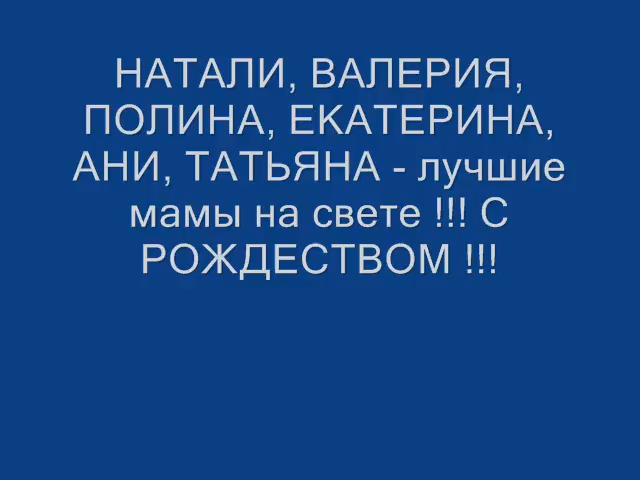 НАТАЛИ, ВАЛЕРИЯ,
ПОЛИНА, ЕКАТЕРИНА,
АНИ, ТАТЬЯНА - лучшие
мамы на свете !!! С
РОЖДЕСТВОМ !!!